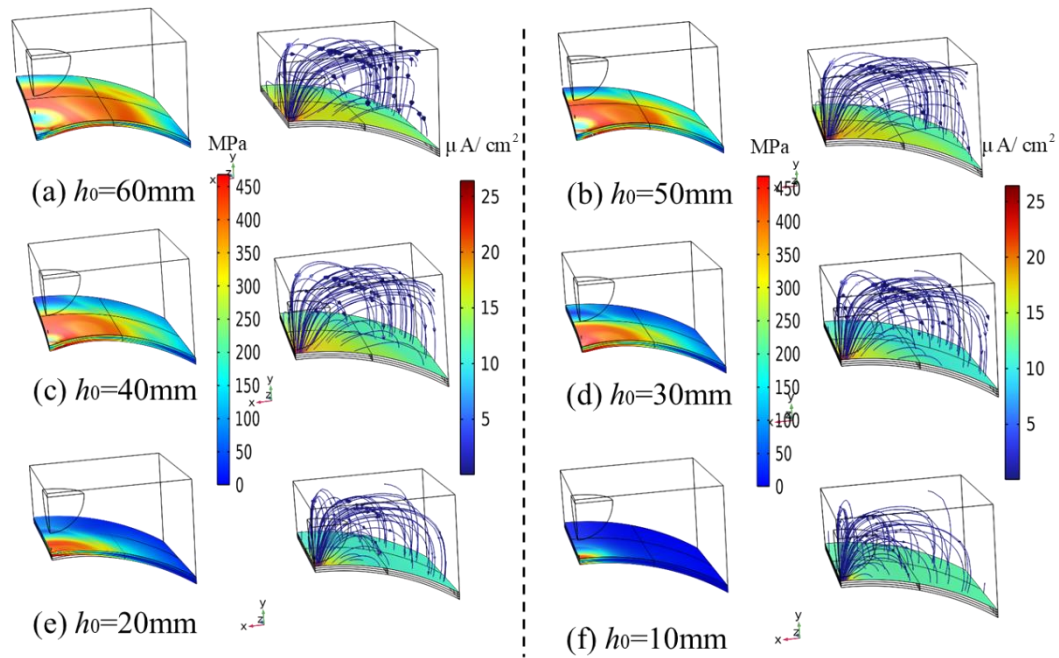 MPa
y
x z
450
400
350
300
250
200
150
100
50
0
μ A/ cm²
25
20
15
10
5
(a) h0=60mm
(c) h0=40mm
y
z
x
(e) h0=20mm
y
z
x
MPa
y
z
x
450
400
350
300
250
200
150
100
50
0
μ A/ cm²
25
20
15
10
5
(b) h0=50mm
(d) h0=30mm
y
z
x
(f) h0=10mm
y
z
x